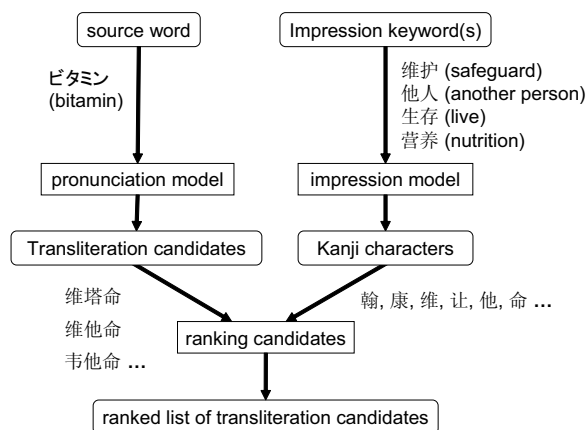 source word
Impression keyword(s)
ビタミン
(bitamin)
维护 (safeguard)
他人 (another person)
生存 (live)
营养 (nutrition)
pronunciation model
impression model
Transliteration candidates
Kanji characters
维塔命
维他命
韦他命 ...
翰, 康, 维, 让, 他, 命 ...
ranking candidates
ranked list of transliteration candidates